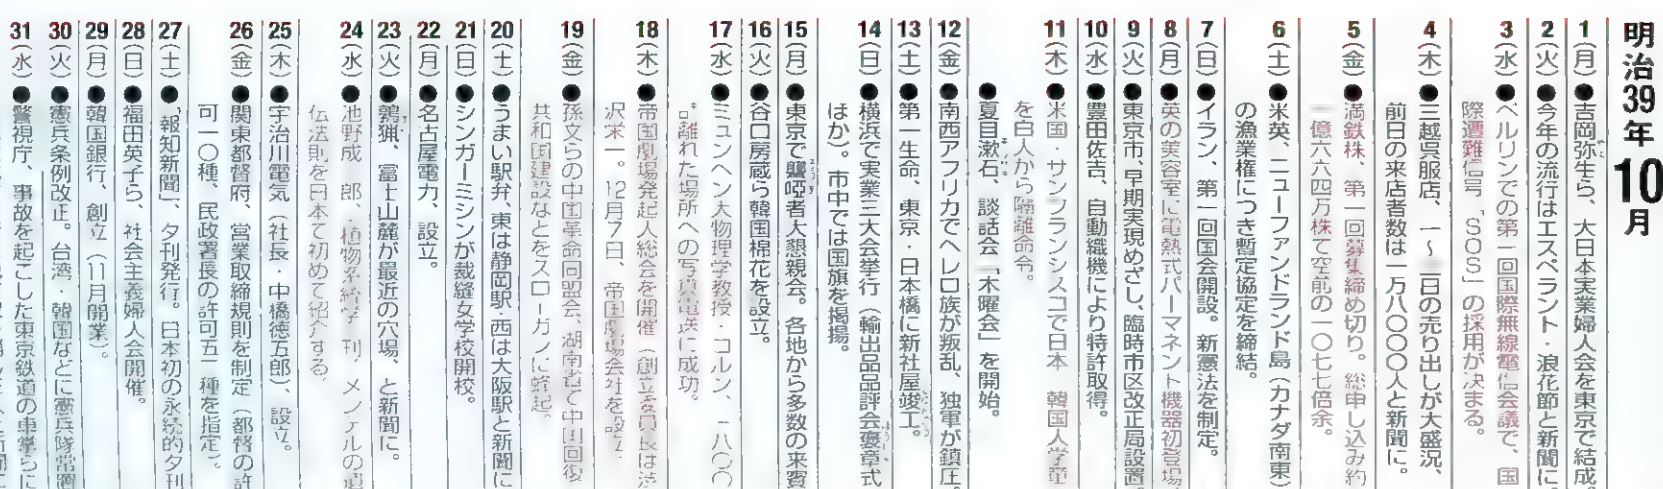 明治39年10月
1(月)●吉岡弥生ら、大日本実業婦人会を東京で結成。
2(火)●今年の流行はエスペラント・浪花節と新聞に。
3(水)●ベルリンでの第一回国際無線電信会議で、国
際遭難信号「SOS」の採用が決まる。
4(木)●三越呉服店、一〜二日の売り出しが大盛況、
前日の来店者数は一万八〇〇〇人と新聞に。
5(金)●満鉄株、第一回募集締め切り。総申し込み約
一億六六四万株で空前の一〇七七倍余。
6(土)●米英、ニューファンドランド島(カナダ南東)
の漁業権につき暫定協定を締結。
7(日)●イラン、第一回国会開設。新憲法を制定。
8(月)●英の美容室に電熱式パーマネント機器初登場
9(火)●東京市、早期実現めざし、臨時市区改正局設置。
10(水)●豊田佐吉、自動織機により特許取得。
11(木)●米国・サンフランシスコで日本 韓国人学童
を白人から隔離命令。
●夏目漱石、談話会「木曜会」を開始。
12(金)●南西アフリカでヘレロ族が叛乱、独軍が鎮圧。
13(土)●第一生命、東京・日本橋に新社屋竣工。
14(日)●横浜で実業三大会挙行(輸出品品評会褒章式
ほか)。市中では国旗を掲揚。
15(月)●東京で聾啞者大懇親会。各地から多数の来賓
16(火)●谷口房蔵ら韓国棉花を設立。
17(水)●ミュンヘン大物理学教授・コルン、一八〇〇
離れた場所への写真電送に成功。
18(木)●帝国劇場発起人総会を開催(創立委員長は渋
沢栄一。12月7日、帝国劇場会社を設立。
19(金)●孫文らの中国革命同盟会、湖南省で中国回復
共和国建設などをスローガンに蜂起。
20(土)●うまい駅弁、東は静岡駅・西は大阪駅と新聞に
21(日)●シンガーミシンが裁縫女学校開校。
22(月)●名古屋電力、設立。
23(火)●鶉猟、富士山麓が最近の穴場、と新聞に。
24(水)●池野成一郎、『植物系統学』刊、メンデルの遺
伝法則を日本で初めて紹介する。
25(木)●宇治川電気(社長・中橋徳五郎)、設立。
26(金)●関東都督府、営業取締規則を制定(都督の許
可一〇種、民政署長の許可五一種を指定)。
27(土)●「報知新聞」、夕刊発行。日本初の永続的夕刊
28(日)●福田英子ら、社会主義婦人会開催。
29(月)●韓国銀行、創立(11月開業)。
30(火)●憲兵条例改正。台湾・韓国などに憲兵隊常置
31(水)●警視庁、事故を起こした東京鉄道の車掌らに